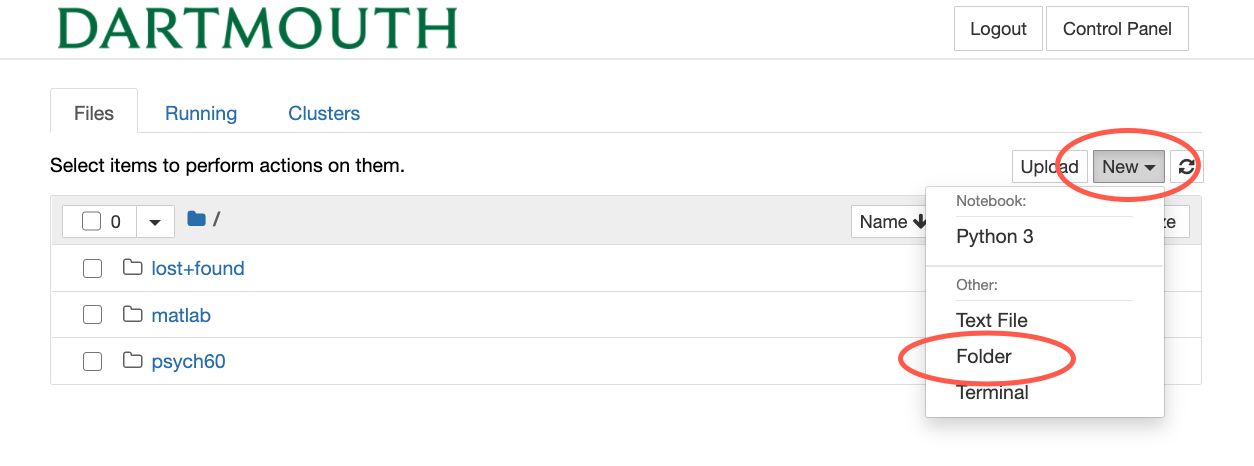 DARTMOUTH
Logout Control Panel
Files Running Clusters
Select items to perform actions on them.
Upload New
0 / Name ze
Notebook:
Python 3
lost+found
Other:
matlab
Text File
psych60
Folder
Terminal